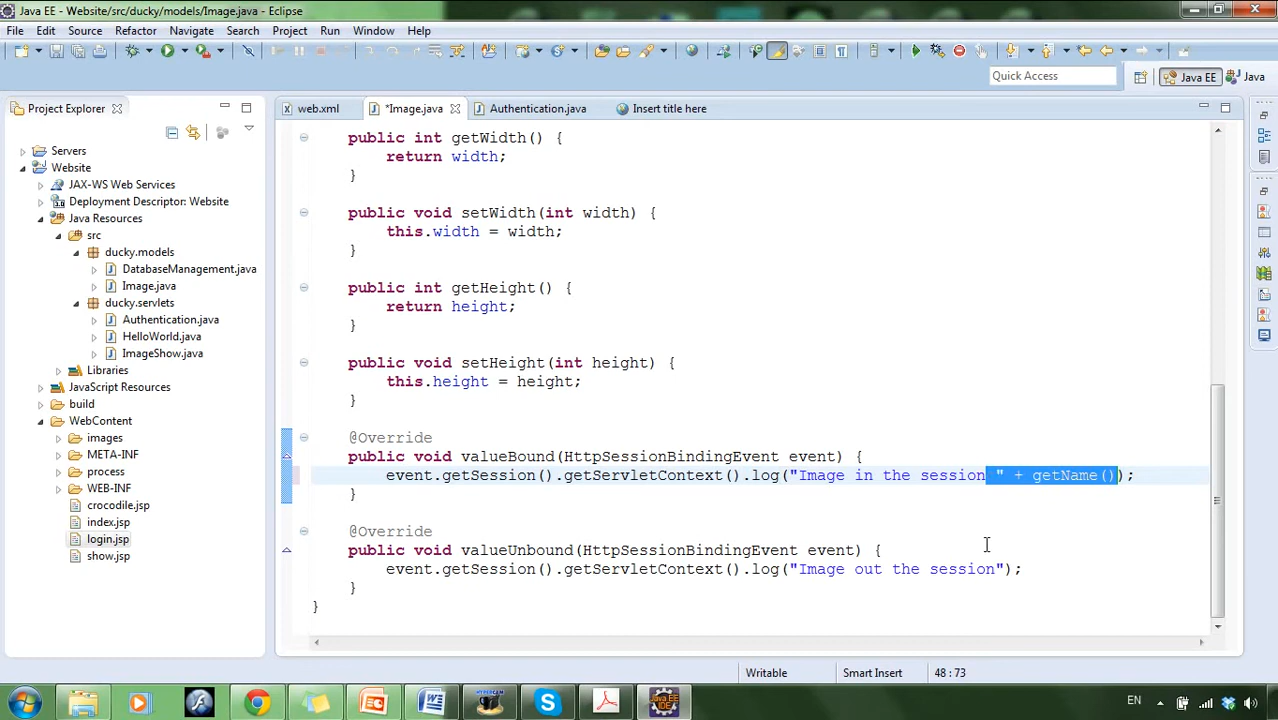 Java EE - Website/src/ducky/models/Image.java - Eclipse
File Edit Source Refactor Navigate Search Project Run Window Help
Quick Access
Java EE
Java
Project Explorer
web.xml
*Image.java
Authentication.java
Insert title here
Servers
Website
JAX-WS Web Services
Deployment Descriptor: Website
Java Resources
src
ducky.models
DatabaseManagement.java
Image.java
ducky.servlets
Authentication.java
HelloWorld.java
ImageShow.java
Libraries
JavaScript Resources
build
WebContent
images
META-INF
process
WEB-INF
crocodile.jsp
index.jsp
login.jsp
show.jsp
public int getWidth() {
return width;
}
public void setWidth(int width) {
this.width = width;
}
public int getHeight() {
return height;
}
public void setHeight(int height) {
this.height = height;
}
@Override
public void valueBound(HttpSessionBindingEvent event) {
event.getSession().getServletContext().log("Image in the session " + getName());
}
@Override
public void valueUnbound(HttpSessionBindingEvent event) {
event.getSession().getServletContext().log("Image out the session");
}
}
Writable
Smart Insert
48 : 73
HYPERCAM
Java EE
IDE
EN